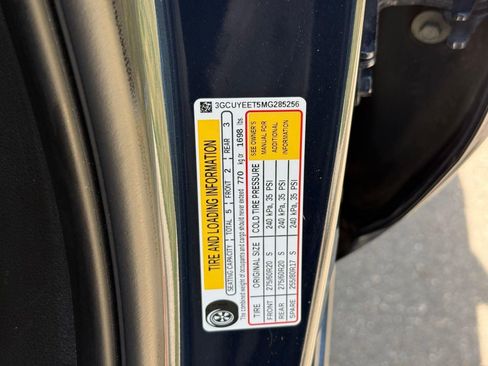 3GCUYEET5MG285256
TIRE AND LOADING INFORMATION
SEATING CAPACITY | TOTAL 5 | FRONT 2 | REAR 3
The combined weight of occupants and cargo should never exceed 770 kg or 1698 lbs
TIRE ORIGINAL SIZE COLD TIRE PRESSURE
FRONT 275/60R20 S 240 kPa, 35 PSI
REAR 275/60R20 S 240 kPa, 35 PSI
SPARE 255/80R17 S 240 kPa, 35 PSI
SEE OWNER'S
MANUAL FOR
ADDITIONAL
INFORMATION